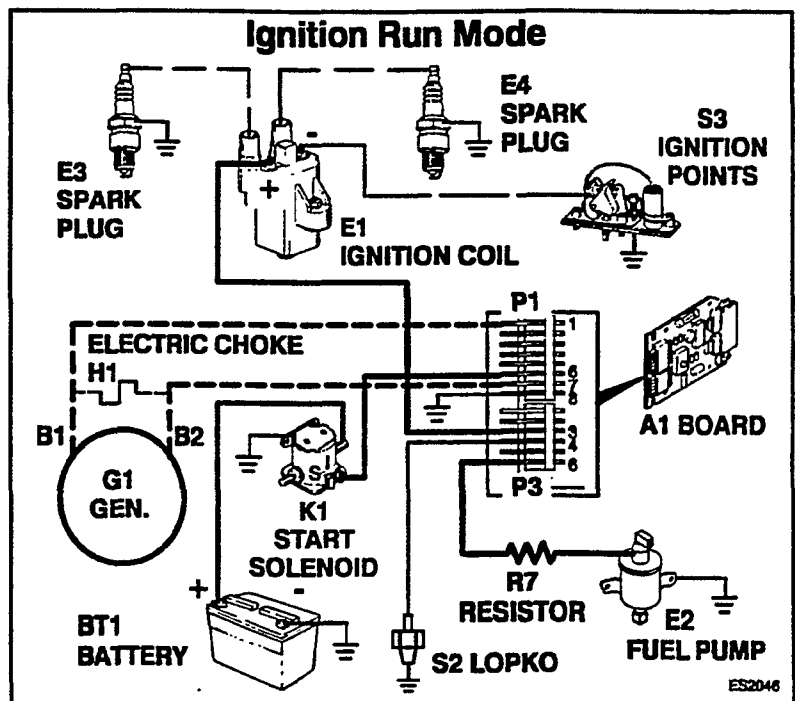 Ignition Run Mode
E3
SPARK
PLUG
+
-
E1
IGNITION COIL
E4
SPARK
PLUG
S3
IGNITION
POINTS
ELECTRIC CHOKE
H1
B1
B2
G1
GEN.
P1
1
6
7
8
3
4
6
P3
A1 BOARD
S
I
K1
START
SOLENOID
+
-
BT1
BATTERY
S2 LOPKO
R7
RESISTOR
E2
FUEL PUMP
ES2046